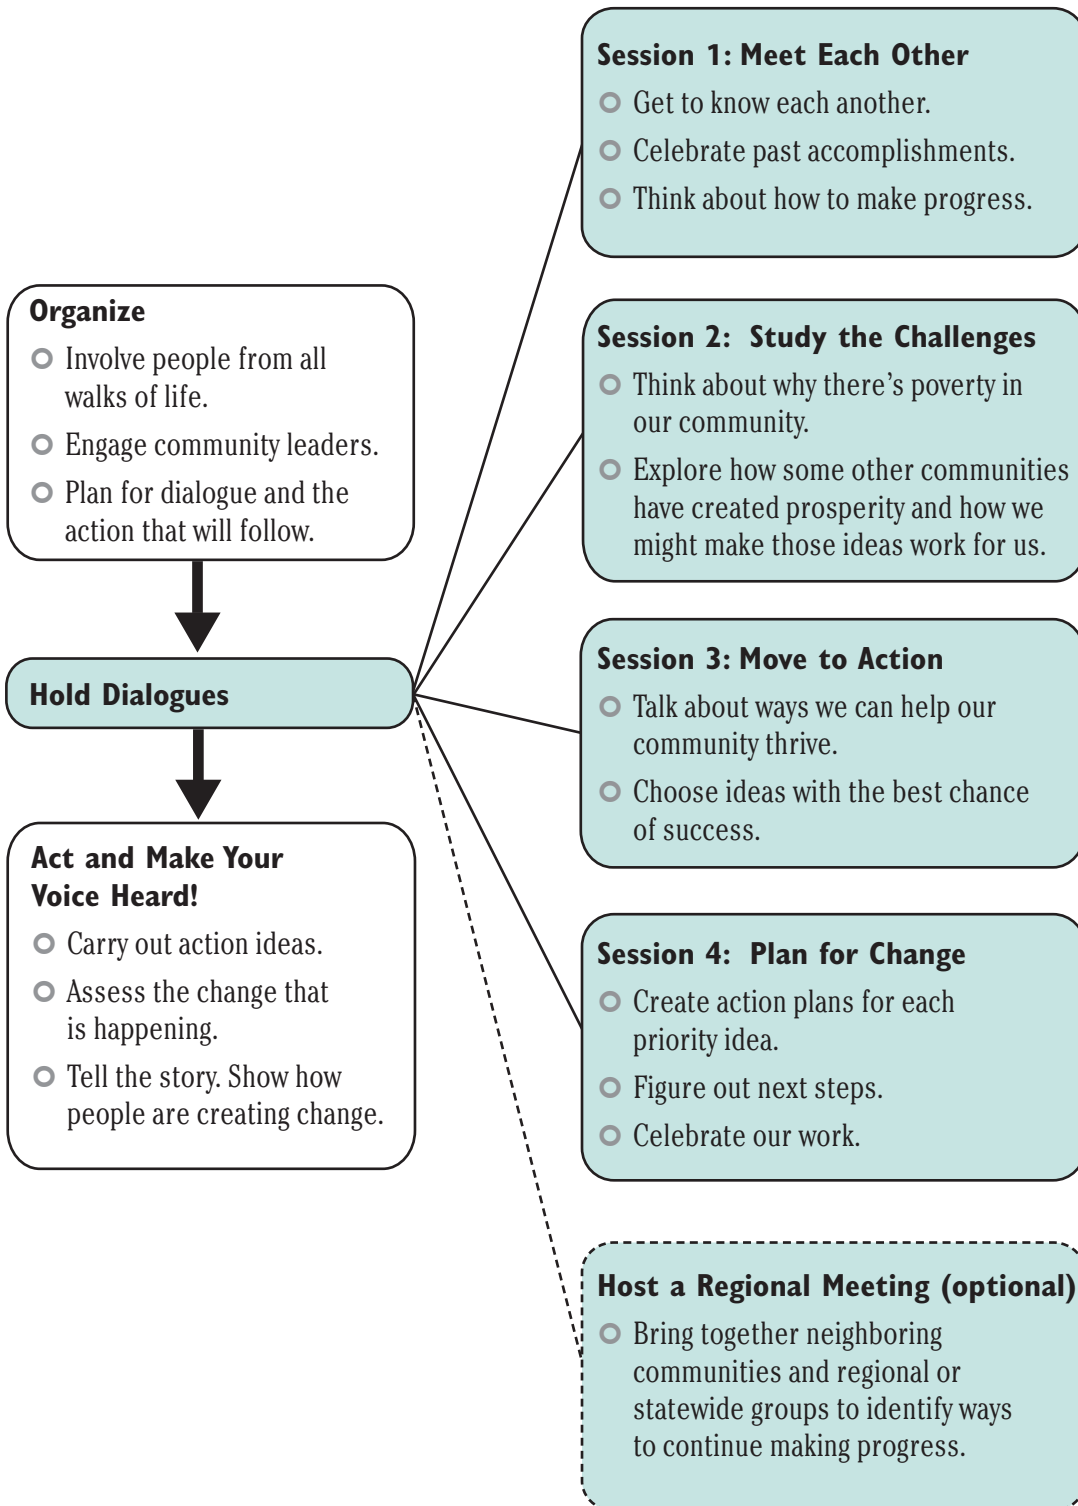 Organize
Involve people from all
walks of life.
Engage community leaders.
Plan for dialogue and the
action that will follow.
Hold Dialogues
Act and Make Your
Voice Heard!
Carry out action ideas.
Assess the change that
is happening.
Tell the story. Show how
people are creating change.
Session 1: Meet Each Other
Get to know each another.
Celebrate past accomplishments.
Think about how to make progress.
Session 2: Study the Challenges
Think about why there’s poverty in
our community.
Explore how some other communities
have created prosperity and how we
might make those ideas work for us.
Session 3: Move to Action
Talk about ways we can help our
community thrive.
Choose ideas with the best chance
of success.
Session 4: Plan for Change
Create action plans for each
priority idea.
Figure out next steps.
Celebrate our work.
Host a Regional Meeting (optional)
Bring together neighboring
communities and regional or
statewide groups to identify ways
to continue making progress.